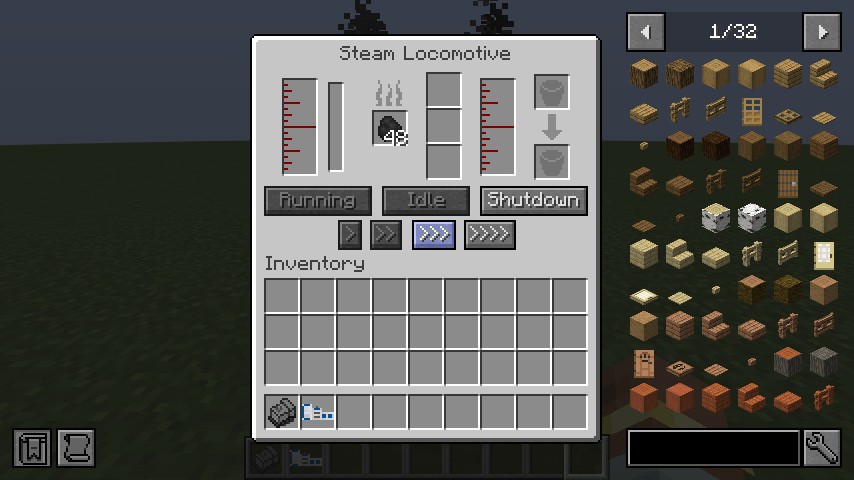 Steam Locomotive
1/32
48
Running Idle Shutdown
> >> >>> >>>>
Inventory